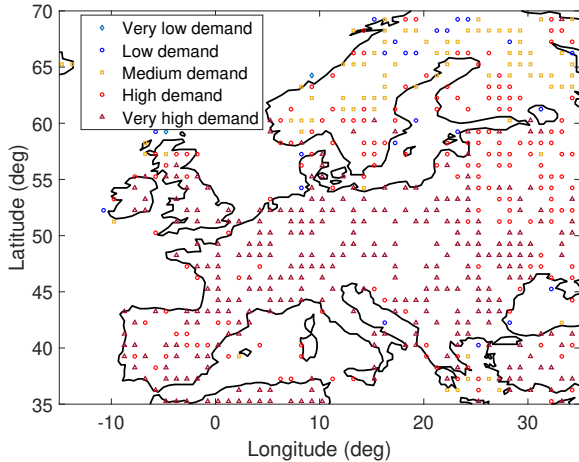 70
65
60
55
50
45
40
35
Latitude (deg)
Very low demand
Low demand
Medium demand
High demand
Very high demand
-10
0
10
20
30
Longitude (deg)